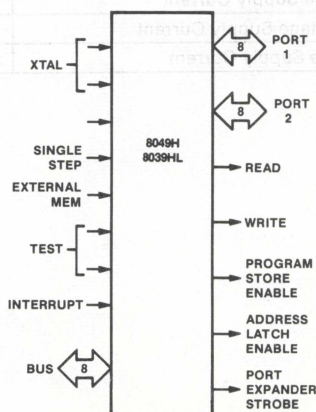 XTAL
SINGLE
STEP
EXTERNAL
MEM
TEST
INTERRUPT
BUS
8
8049H
8039HL
8
PORT
1
8
PORT
2
READ
WRITE
PROGRAM
STORE
ENABLE
ADDRESS
LATCH
ENABLE
PORT
EXPANDER
STROBE